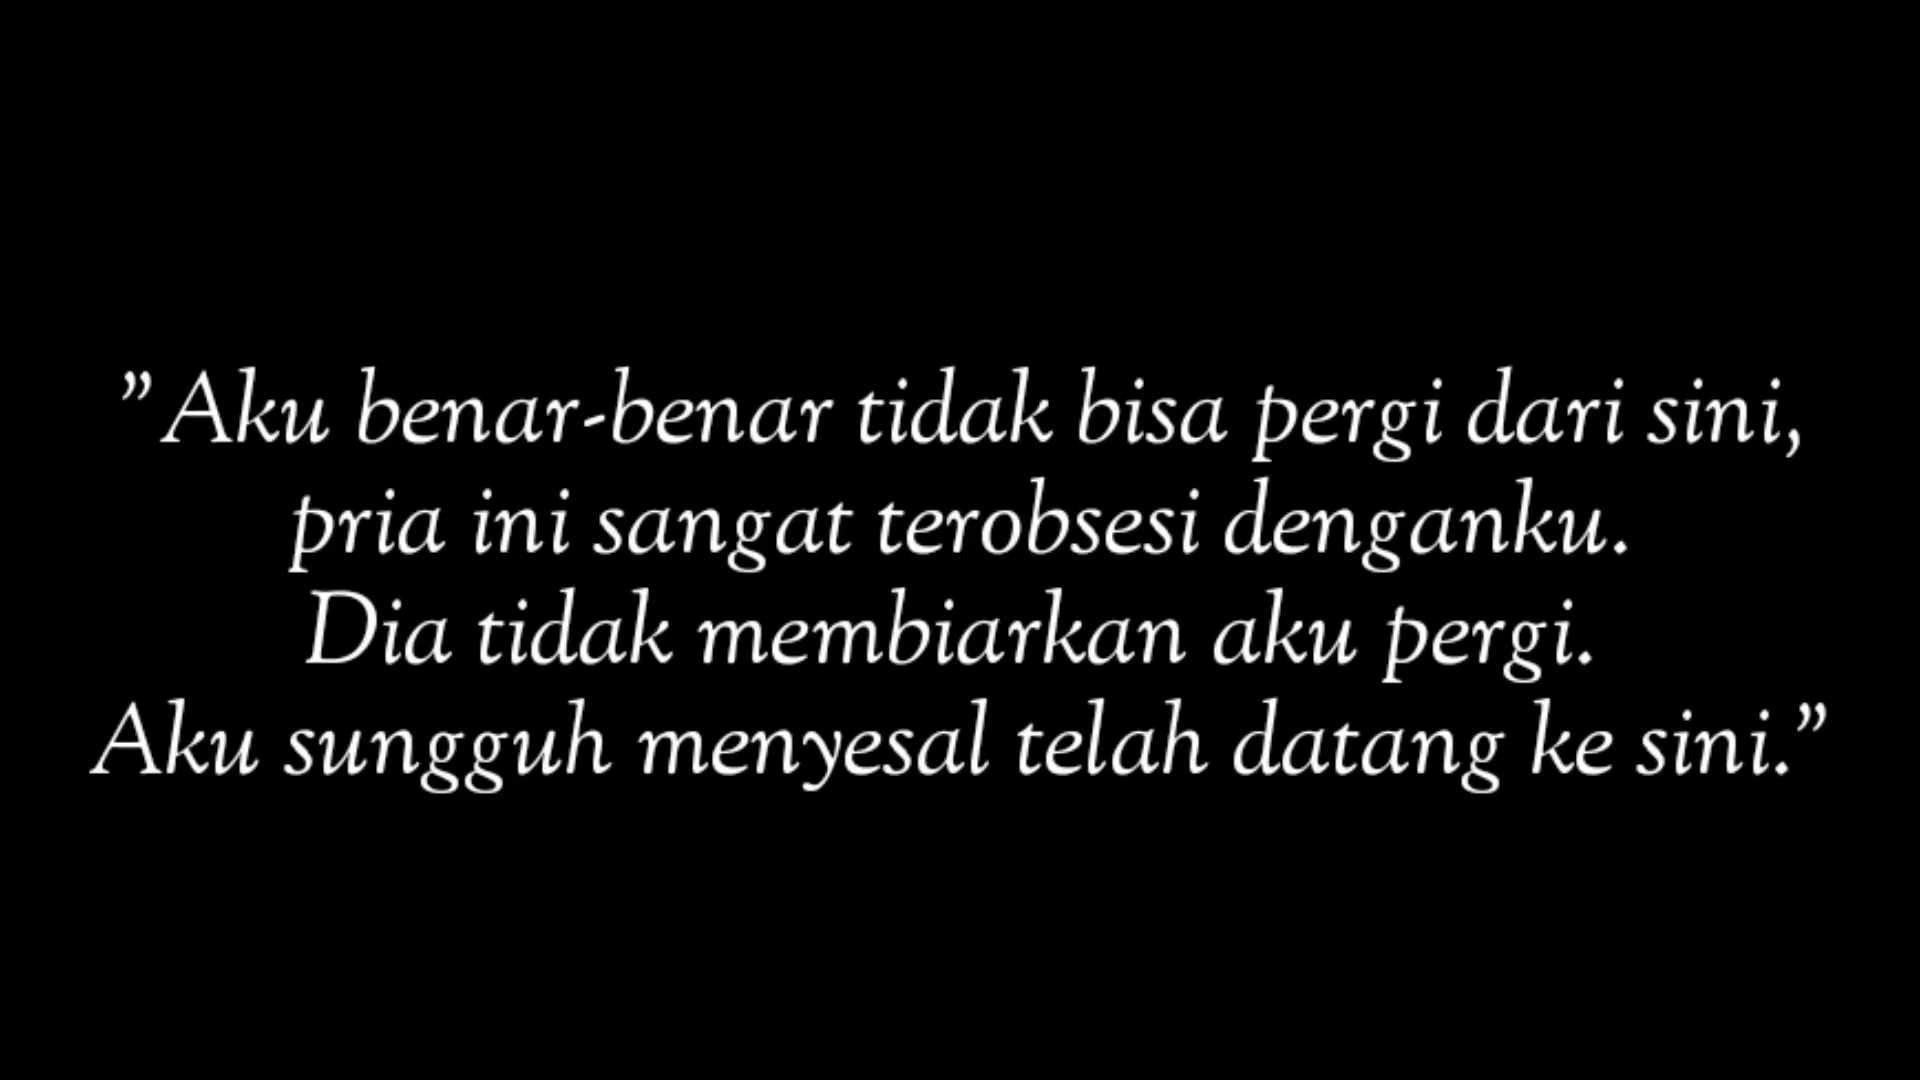 ”Aku benar-benar tidak bisa pergi dari sini,
pria ini sangat terobsesi denganku.
Dia tidak membiarkan aku pergi.
Aku sungguh menyesal telah datang ke sini.”